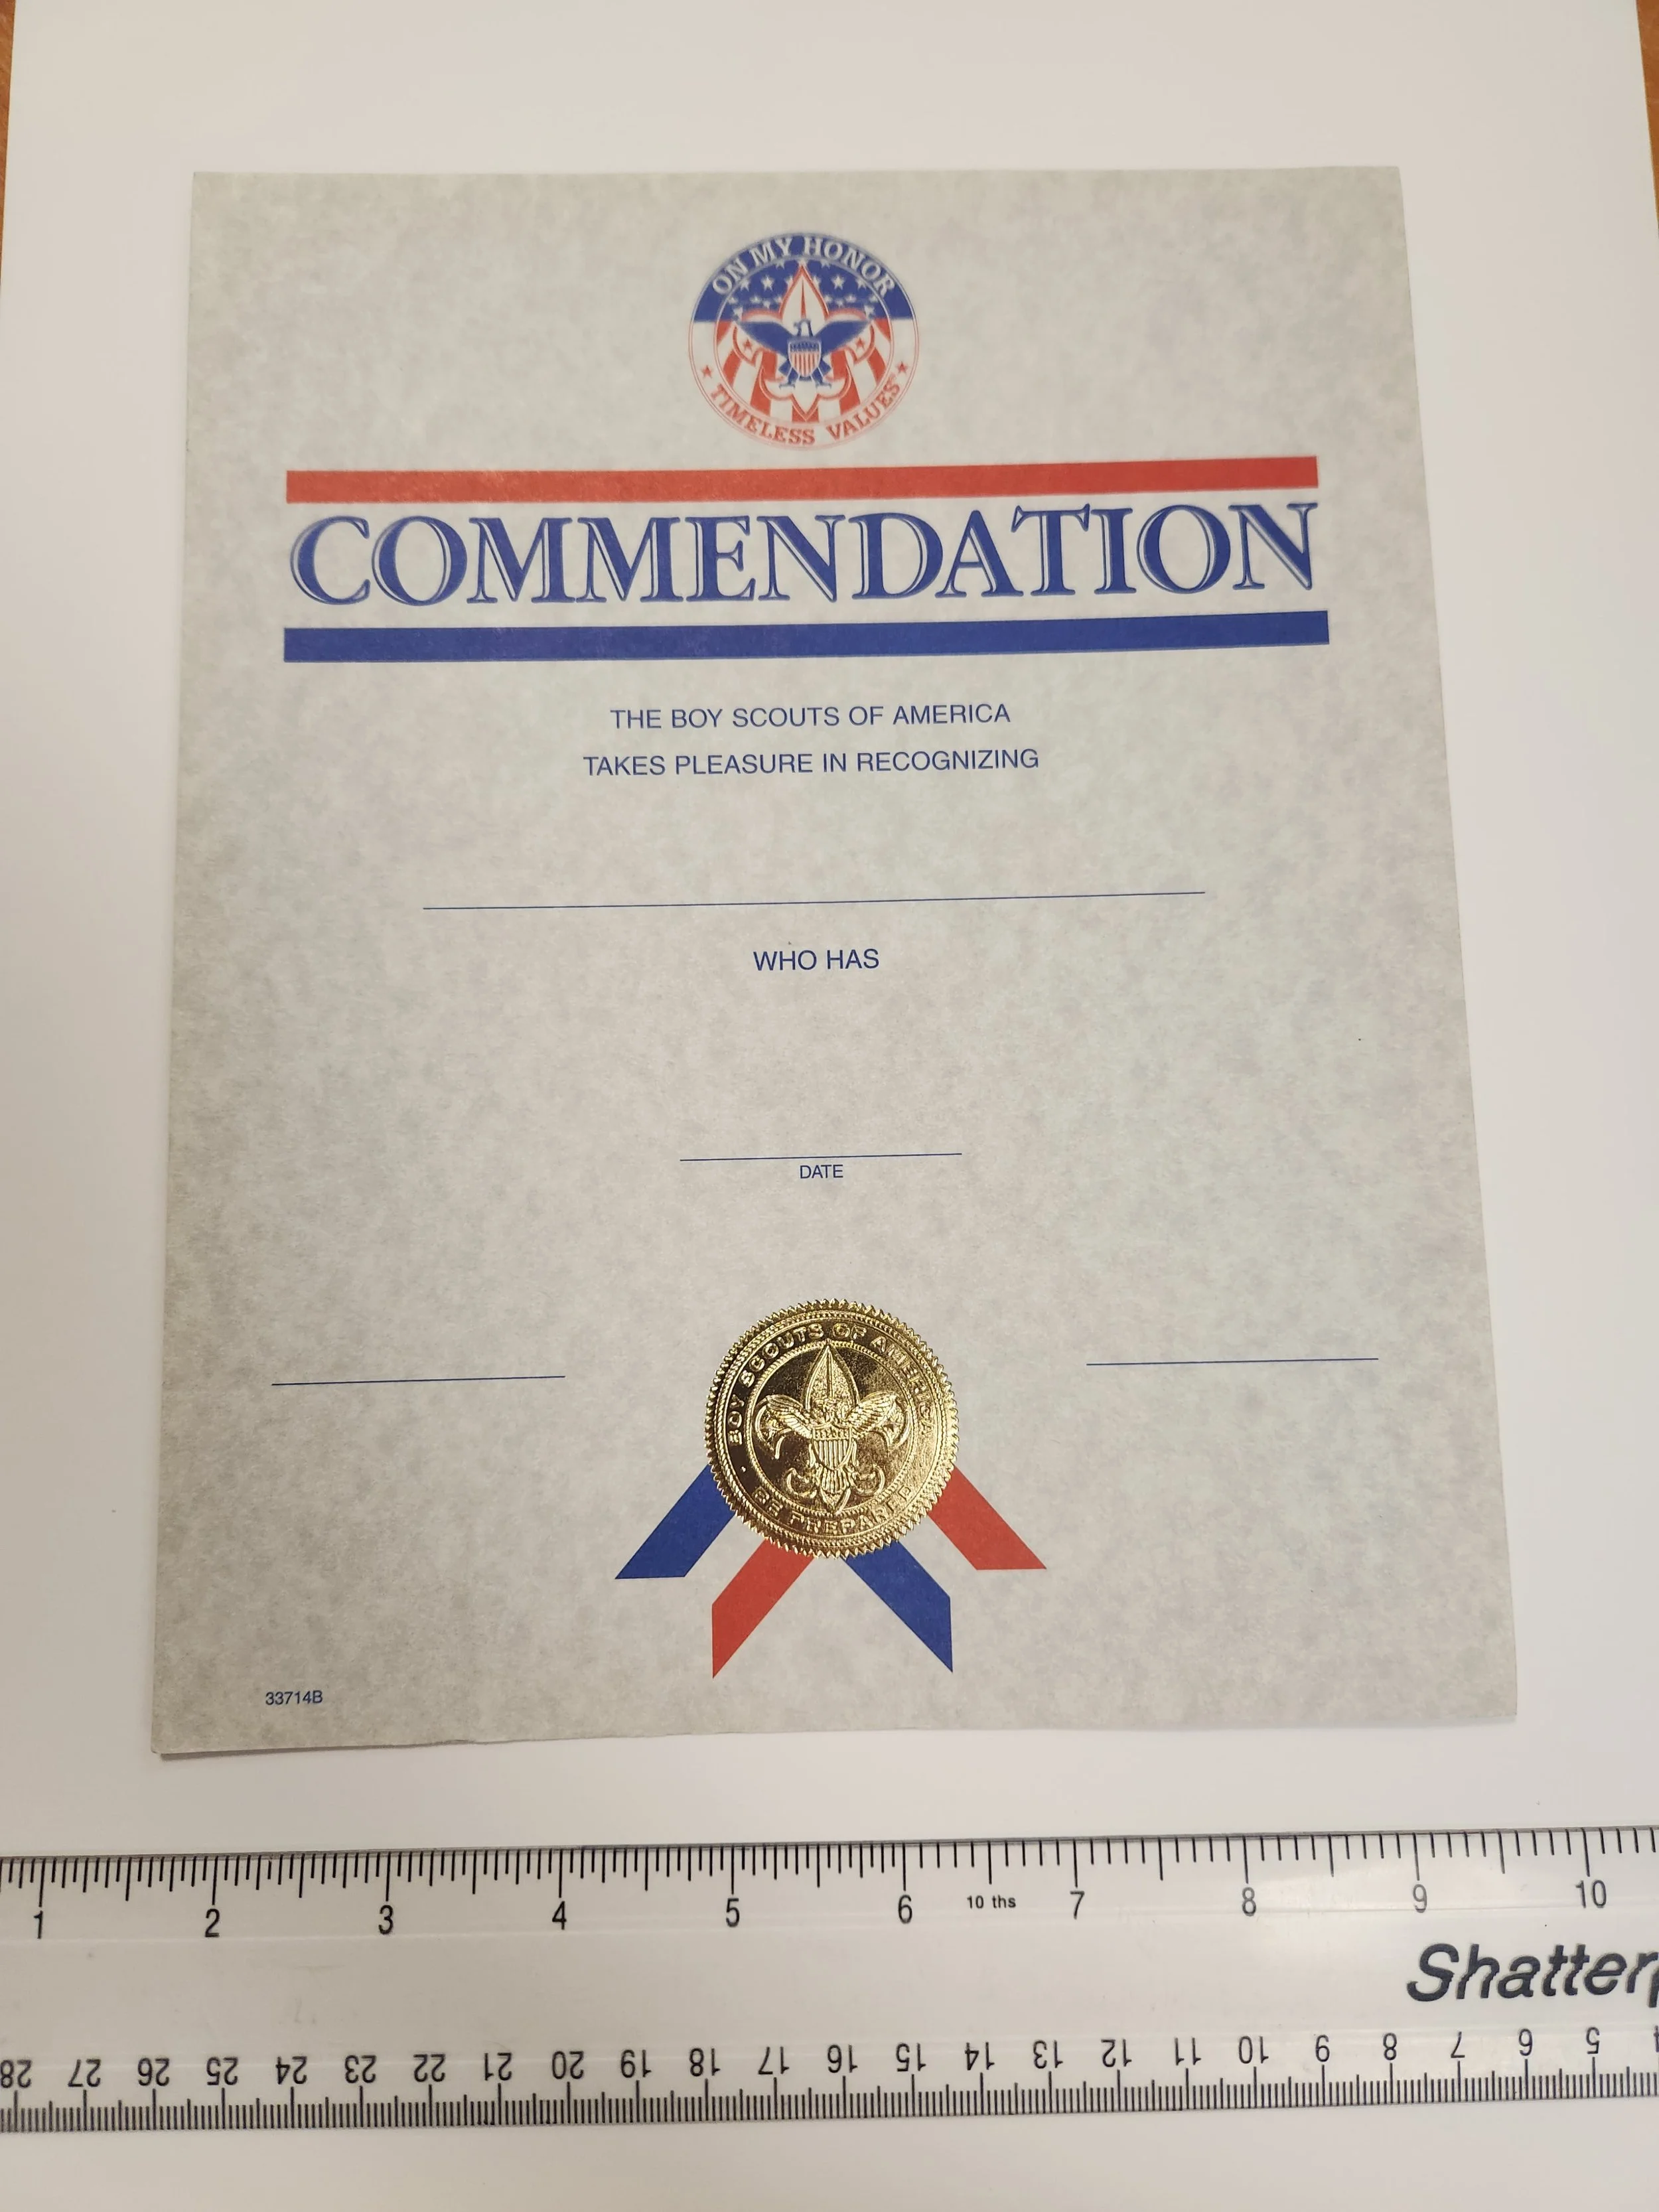 ON MY HONOR
TIMELESS VALUES
COMMENDATION
THE BOY SCOUTS OF AMERICA
TAKES PLEASURE IN RECOGNIZING
WHO HAS
DATE
BOY SCOUTS OF AMERICA
BE PREPARED
33714B
1 2 3 4 5 6 10 ths 7 8 9 10
Shatterp
28 27 26 25 24 23 22 21 20 19 18 17 16 15 14 13 12 11 10 9 8 7 6 5 4